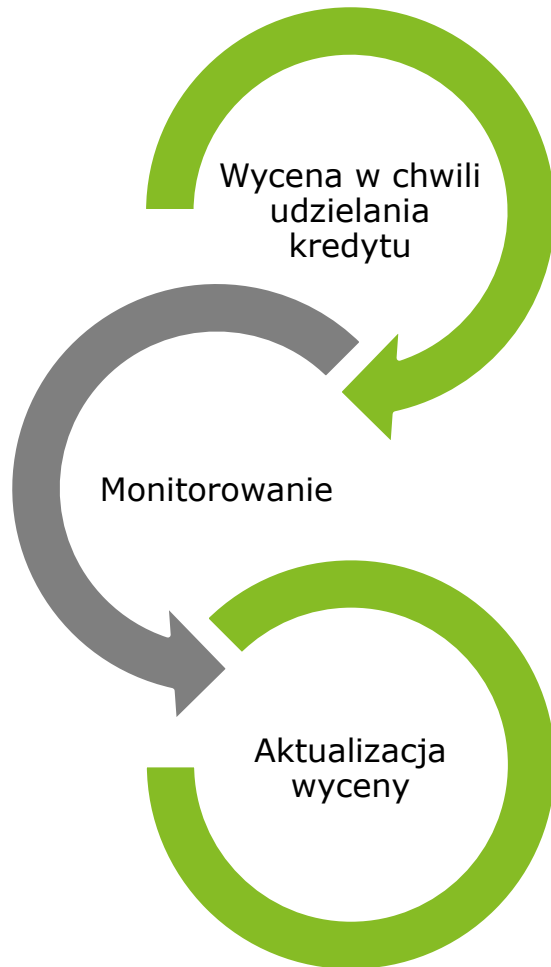 Wycena w chwili
udzielania
kredytu
Monitorowanie
Aktualizacja
wyceny